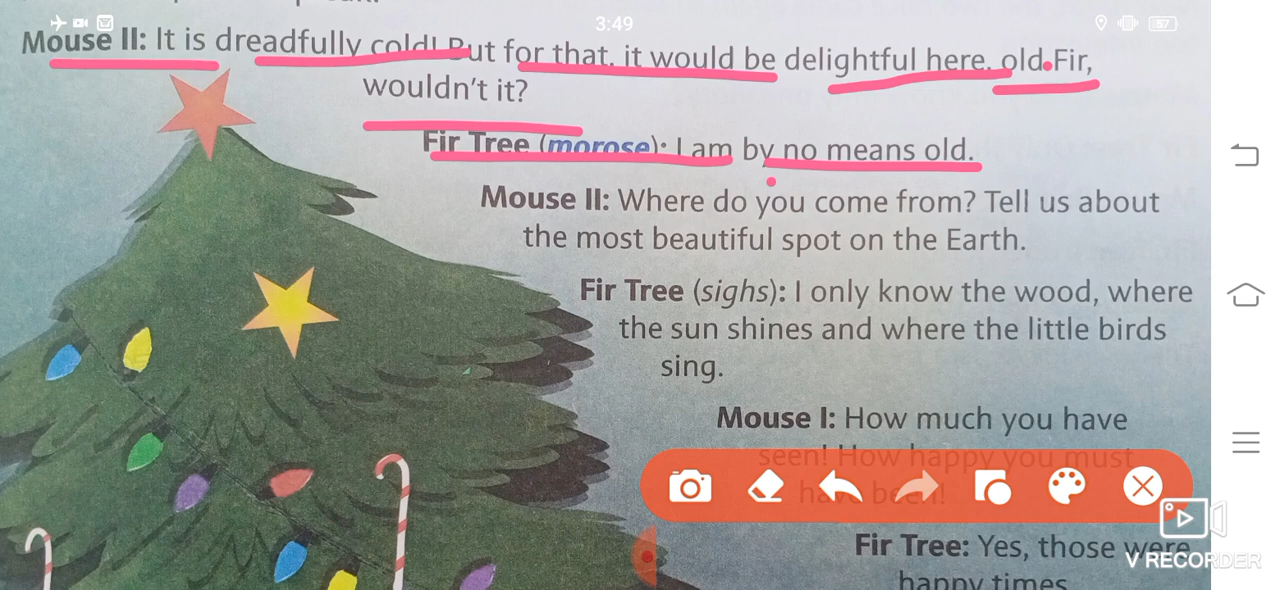 3:49
57
Mouse II: It is dreadfully cold! But for that, it would be delightful here, old Fir,
wouldn't it?
Fir Tree (morose): I am by no means old.
Mouse II: Where do you come from? Tell us about
the most beautiful spot on the Earth.
Fir Tree (sighs): I only know the wood, where
the sun shines and where the little birds
sing.
Mouse I: How much you have
seen! How happy you must
have been!
Fir Tree: Yes, those were
happy times
V RECORDER